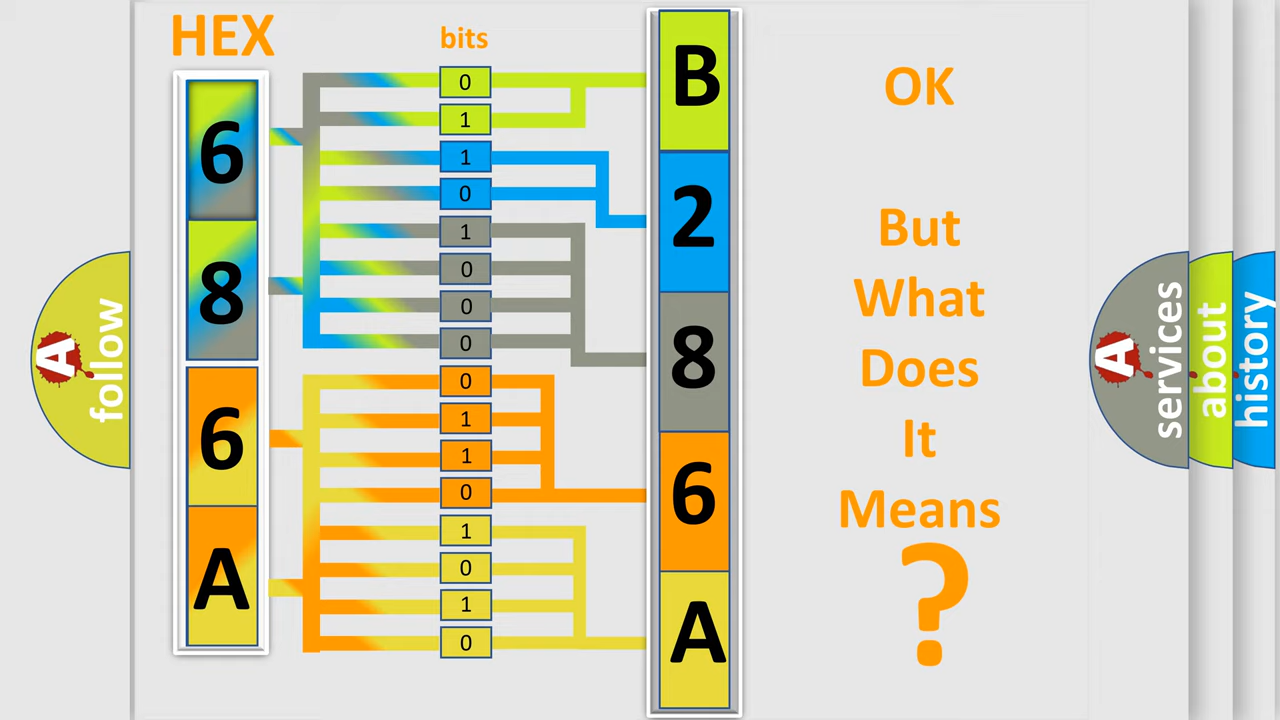 HEX
bits
6
8
6
A
0
1
1
0
1
0
0
0
0
1
1
0
1
0
1
0
B
2
8
6
A
OK
But
What
Does
It
Means
?
A
follow
A
services
about
history